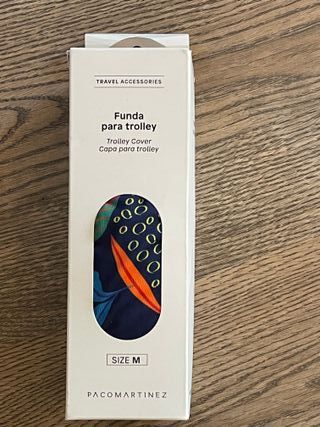 TRAVEL ACCESSORIES
Funda
para trolley
Trolley Cover
Capa para trolley
SIZE M
PACOMARTINEZ